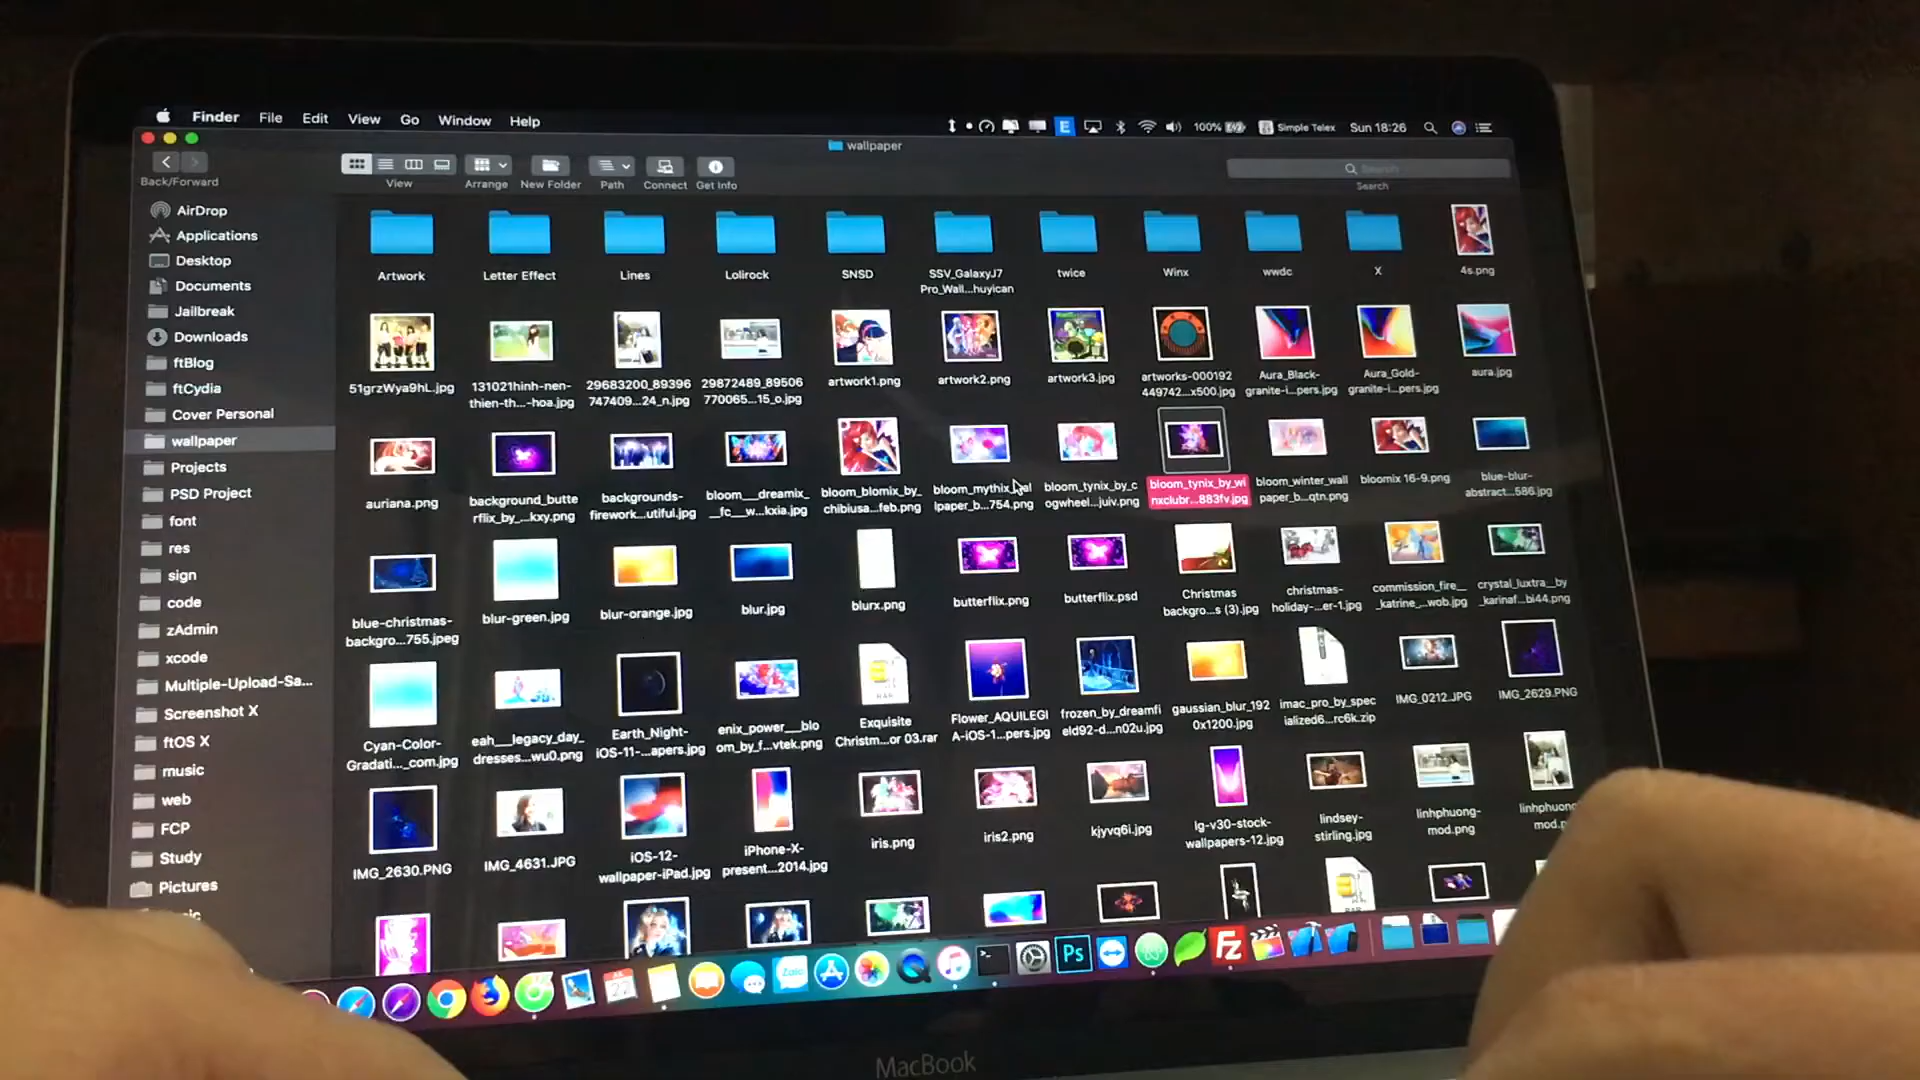 Finder File Edit View Go Window Help
100% Simple Telex Sun 18:26
wallpaper
Back/Forward
View
Arrange
New Folder
Path
Connect
Get Info
Search
Search
AirDrop
Applications
Desktop
Documents
Jailbreak
Downloads
ftBlog
ftCydia
Cover Personal
wallpaper
Projects
PSD Project
font
res
sign
code
zAdmin
xcode
Multiple-Upload-Sa...
Screenshot X
ftOS X
music
web
FCP
Study
Pictures
Artwork
Letter Effect
Lines
Lolirock
SNSD
SSV_GalaxyJ7
Pro_Wall...huyican
twice
Winx
wwdc
X
4s.png
51grzWya9hL.jpg
131021hinh-nen-
thien-th...-hoa.jpg
29683200_89396
747409...24_n.jpg
29872489_89506
770065...15_o.jpg
artwork1.png
artwork2.png
artwork3.jpg
artworks-000192
449742...x500.jpg
Aura_Black-
granite-i...pers.jpg
Aura_Gold-
granite-i...pers.jpg
aura.jpg
auriana.png
background_butte
rflix_by_...kxy.png
backgrounds-
firework...utiful.jpg
bloom___dreamix_
__fc__w...kxia.jpg
bloom_blomix_by_
chibiusa...feb.png
lpaper_b...754.png
bloom_tynix_by_c
ogwheel...juiv.png
bloom_tynix_by_wi
nxclubr...883fv.jpg
bloom_winter_wall
paper_b...qtn.png
bloomix 16-9.png
blue-blur-
abstract...586.jpg
blue-christmas-
backgro...755.jpeg
blur-green.jpg
blur-orange.jpg
blur.jpg
blurx.png
butterflix.png
butterflix.psd
Christmas
backgro...s (3).jpg
christmas-
holiday-...er-1.jpg
commission_fire__
_katrine_...wob.jpg
crystal_luxtra__by
_karinaf...bi44.png
Cyan-Color-
Gradati..._com.jpg
eah___legacy_day_
dresses...wu0.png
Earth_Night-
iOS-11-...apers.jpg
enix_power__blo
om_by_f...vtek.png
RAR
Exquisite
Christm...or 03.rar
Flower_AQUILEGI
A-iOS-1...pers.jpg
frozen_by_dreamfi
eld92-d...n02u.jpg
gaussian_blur_192
0x1200.jpg
imac_pro_by_spec
ialized6...rc6k.zip
IMG_0212.JPG
IMG_2629.PNG
IMG_2630.PNG
IMG_4631.JPG
iOS-12-
wallpaper-iPad.jpg
iPhone-X-
present...2014.jpg
iris.png
iris2.png
kjyvq6i.jpg
lg-v30-stock-
wallpapers-12.jpg
lindsey-
stirling.jpg
linhphuong-
mod.png
linhphuong
Zalo
22
Ps
Fz
MacBook